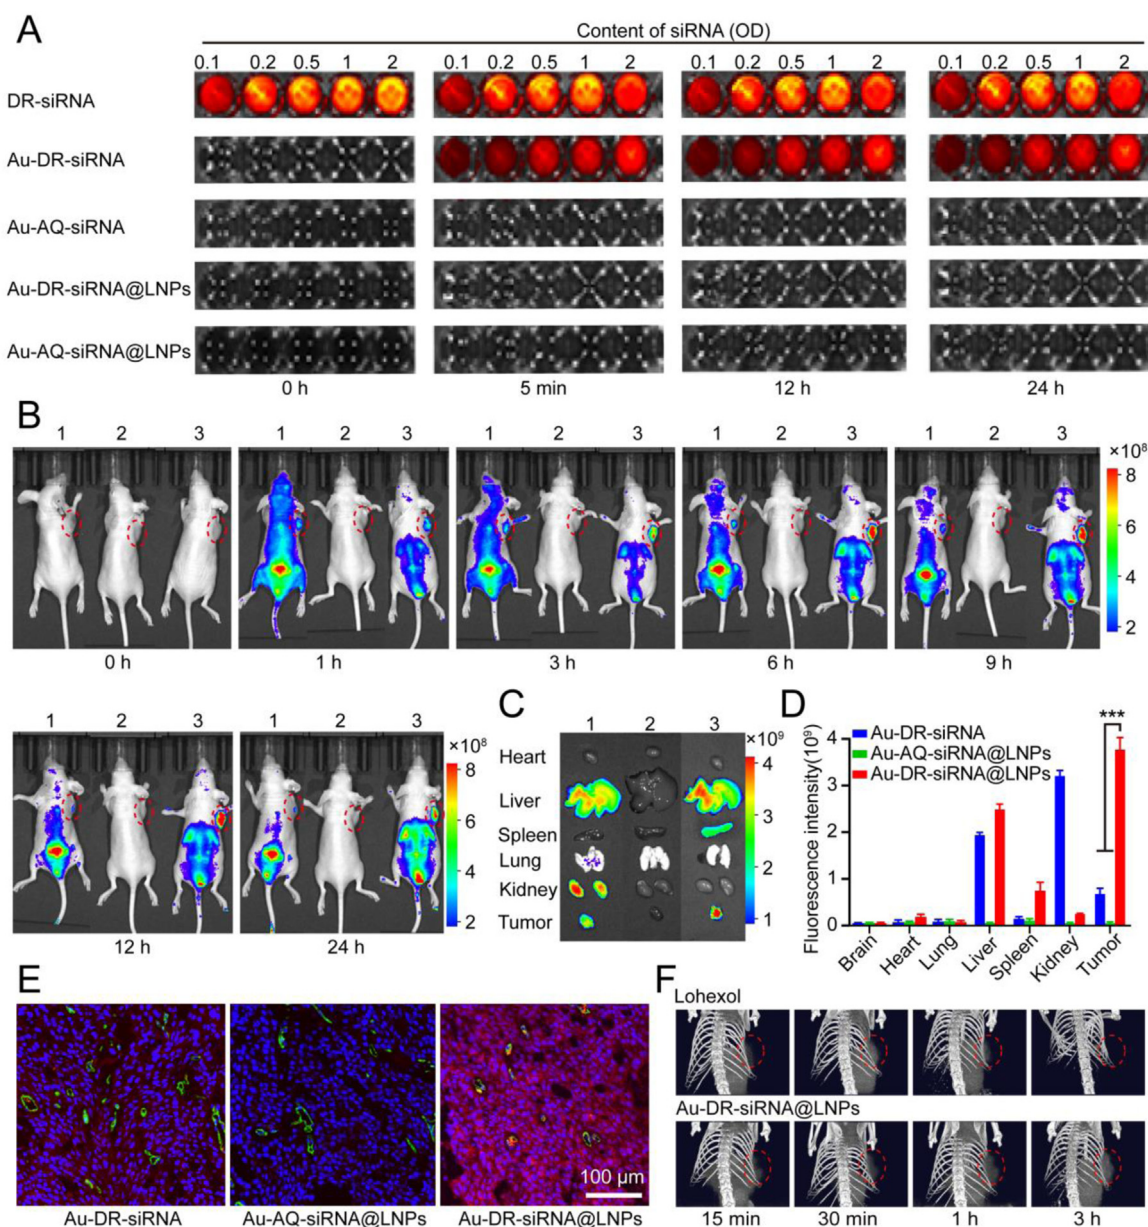 A
Content of siRNA (OD)
0.1 0.2 0.5 1 2 0.1 0.2 0.5 1 2 0.1 0.2 0.5 1 2 0.1 0.2 0.5 1 2
DR-siRNA
Au-DR-siRNA
Au-AQ-siRNA
Au-DR-siRNA@LNPs
Au-AQ-siRNA@LNPs
0 h 5 min 12 h 24 h
B
1 2 3 1 2 3 1 2 3 1 2 3 1 2 3
×10⁸
8
6
4
2
0 h 1 h 3 h 6 h 9 h
1 2 3 1 2 3
×10⁸
8
6
4
2
12 h 24 h
C
1 2 3
×10⁹
Heart
Liver
Spleen
Lung
Kidney
Tumor
4
3
2
1
D
Au-DR-siRNA
Au-AQ-siRNA@LNPs
Au-DR-siRNA@LNPs
***
Fluorescence intensity(10⁹)
4
3
2
1
0
Brain Heart Lung Liver Spleen Kidney Tumor
E
100 µm
Au-DR-siRNA Au-AQ-siRNA@LNPs Au-DR-siRNA@LNPs
F
Lohexol
Au-DR-siRNA@LNPs
15 min 30 min 1 h 3 h